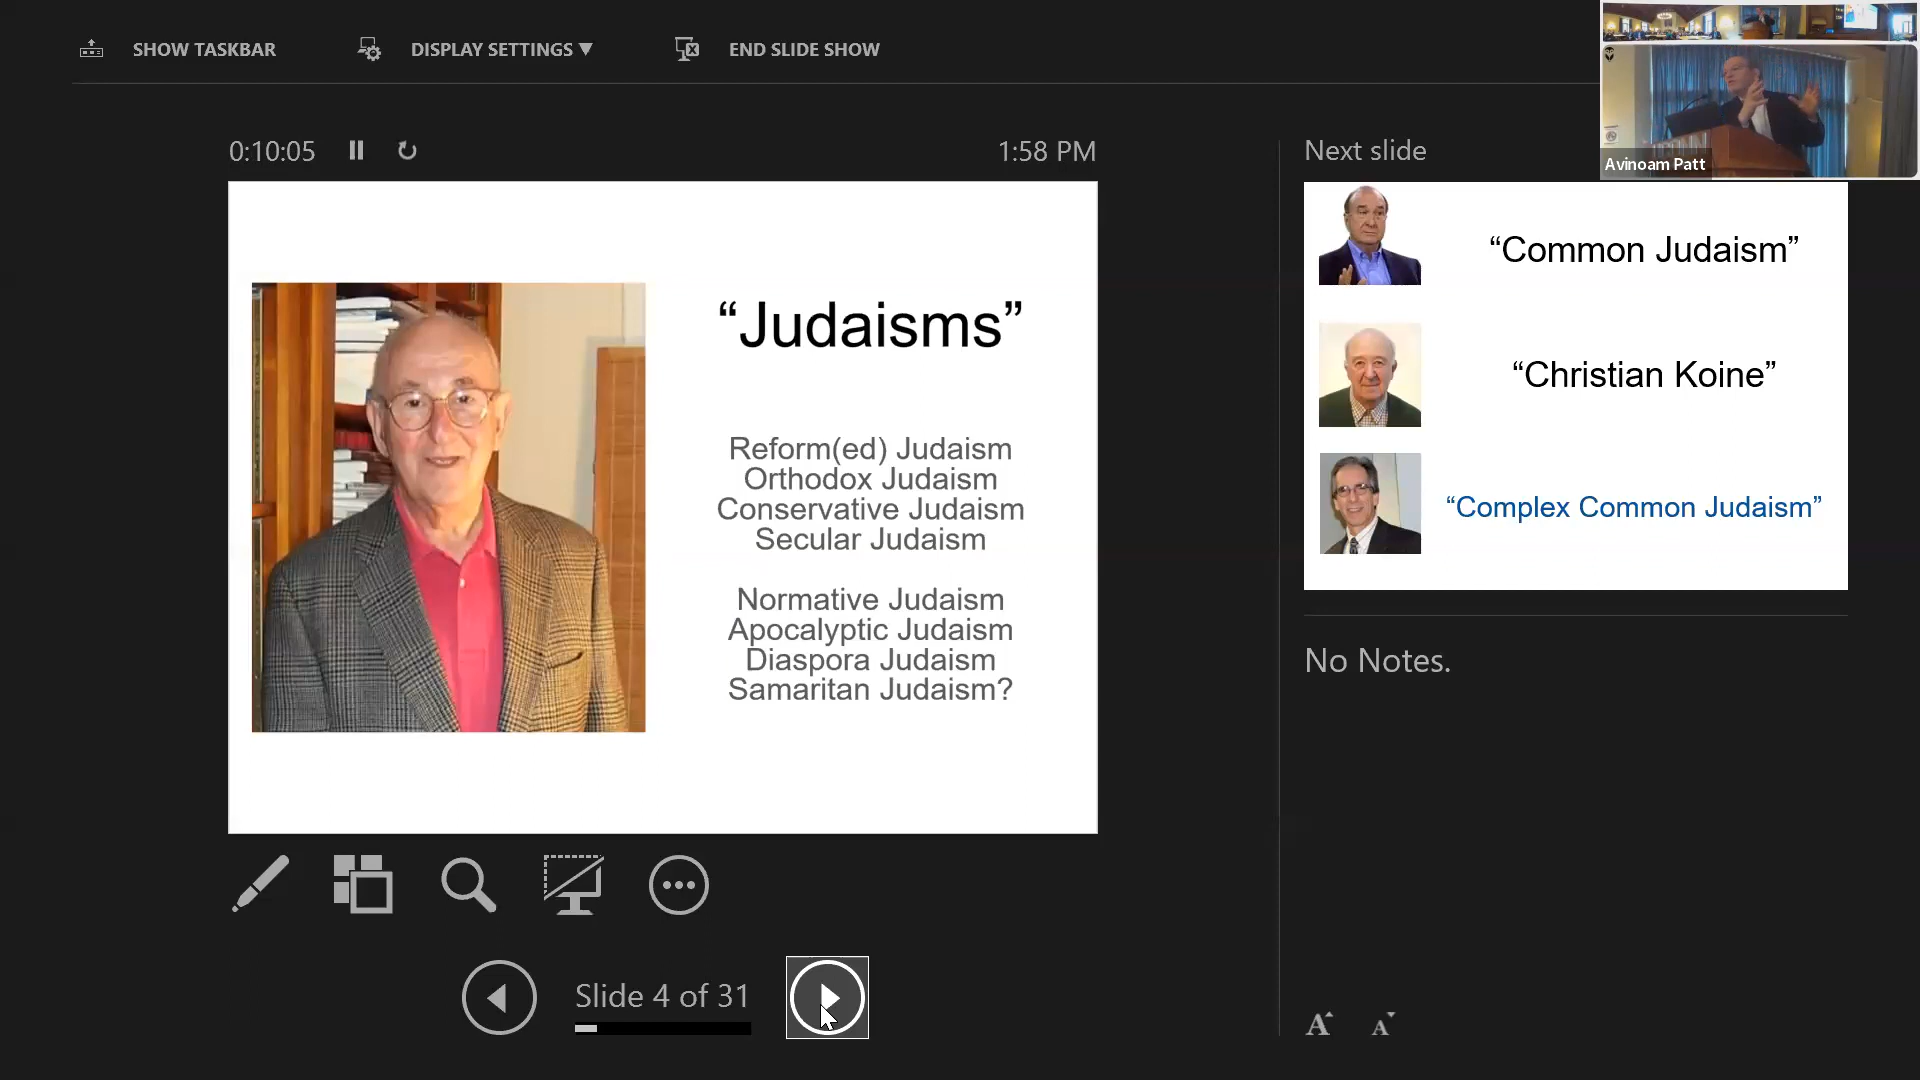 SHOW TASKBAR
DISPLAY SETTINGS ▼
END SLIDE SHOW
0:10:05
1:58 PM
“Judaisms”
Reform(ed) Judaism
Orthodox Judaism
Conservative Judaism
Secular Judaism
Normative Judaism
Apocalyptic Judaism
Diaspora Judaism
Samaritan Judaism?
Slide 4 of 31
Next slide
Avinoam Patt
“Common Judaism”
“Christian Koine”
“Complex Common Judaism”
No Notes.
A
A